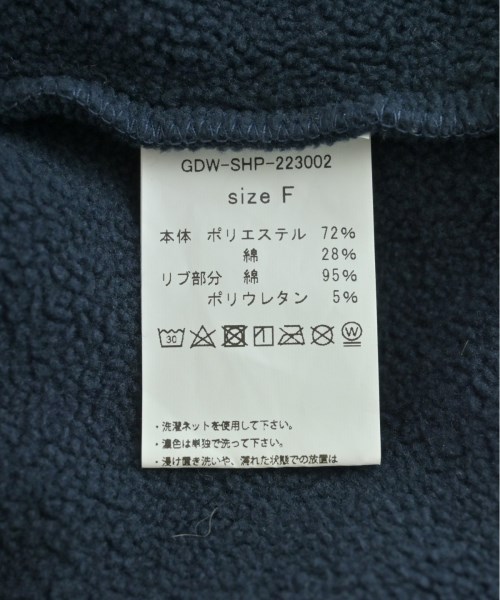 GDW-SHP-223002
size F
本体 ポリエステル 72%
綿 28%
リブ部分 綿 95%
ポリウレタン 5%
30 W
・洗濯ネットを使用して下さい。
・濃色は単独で洗って下さい。
・浸け置き洗いや、濡れた状態での放置は